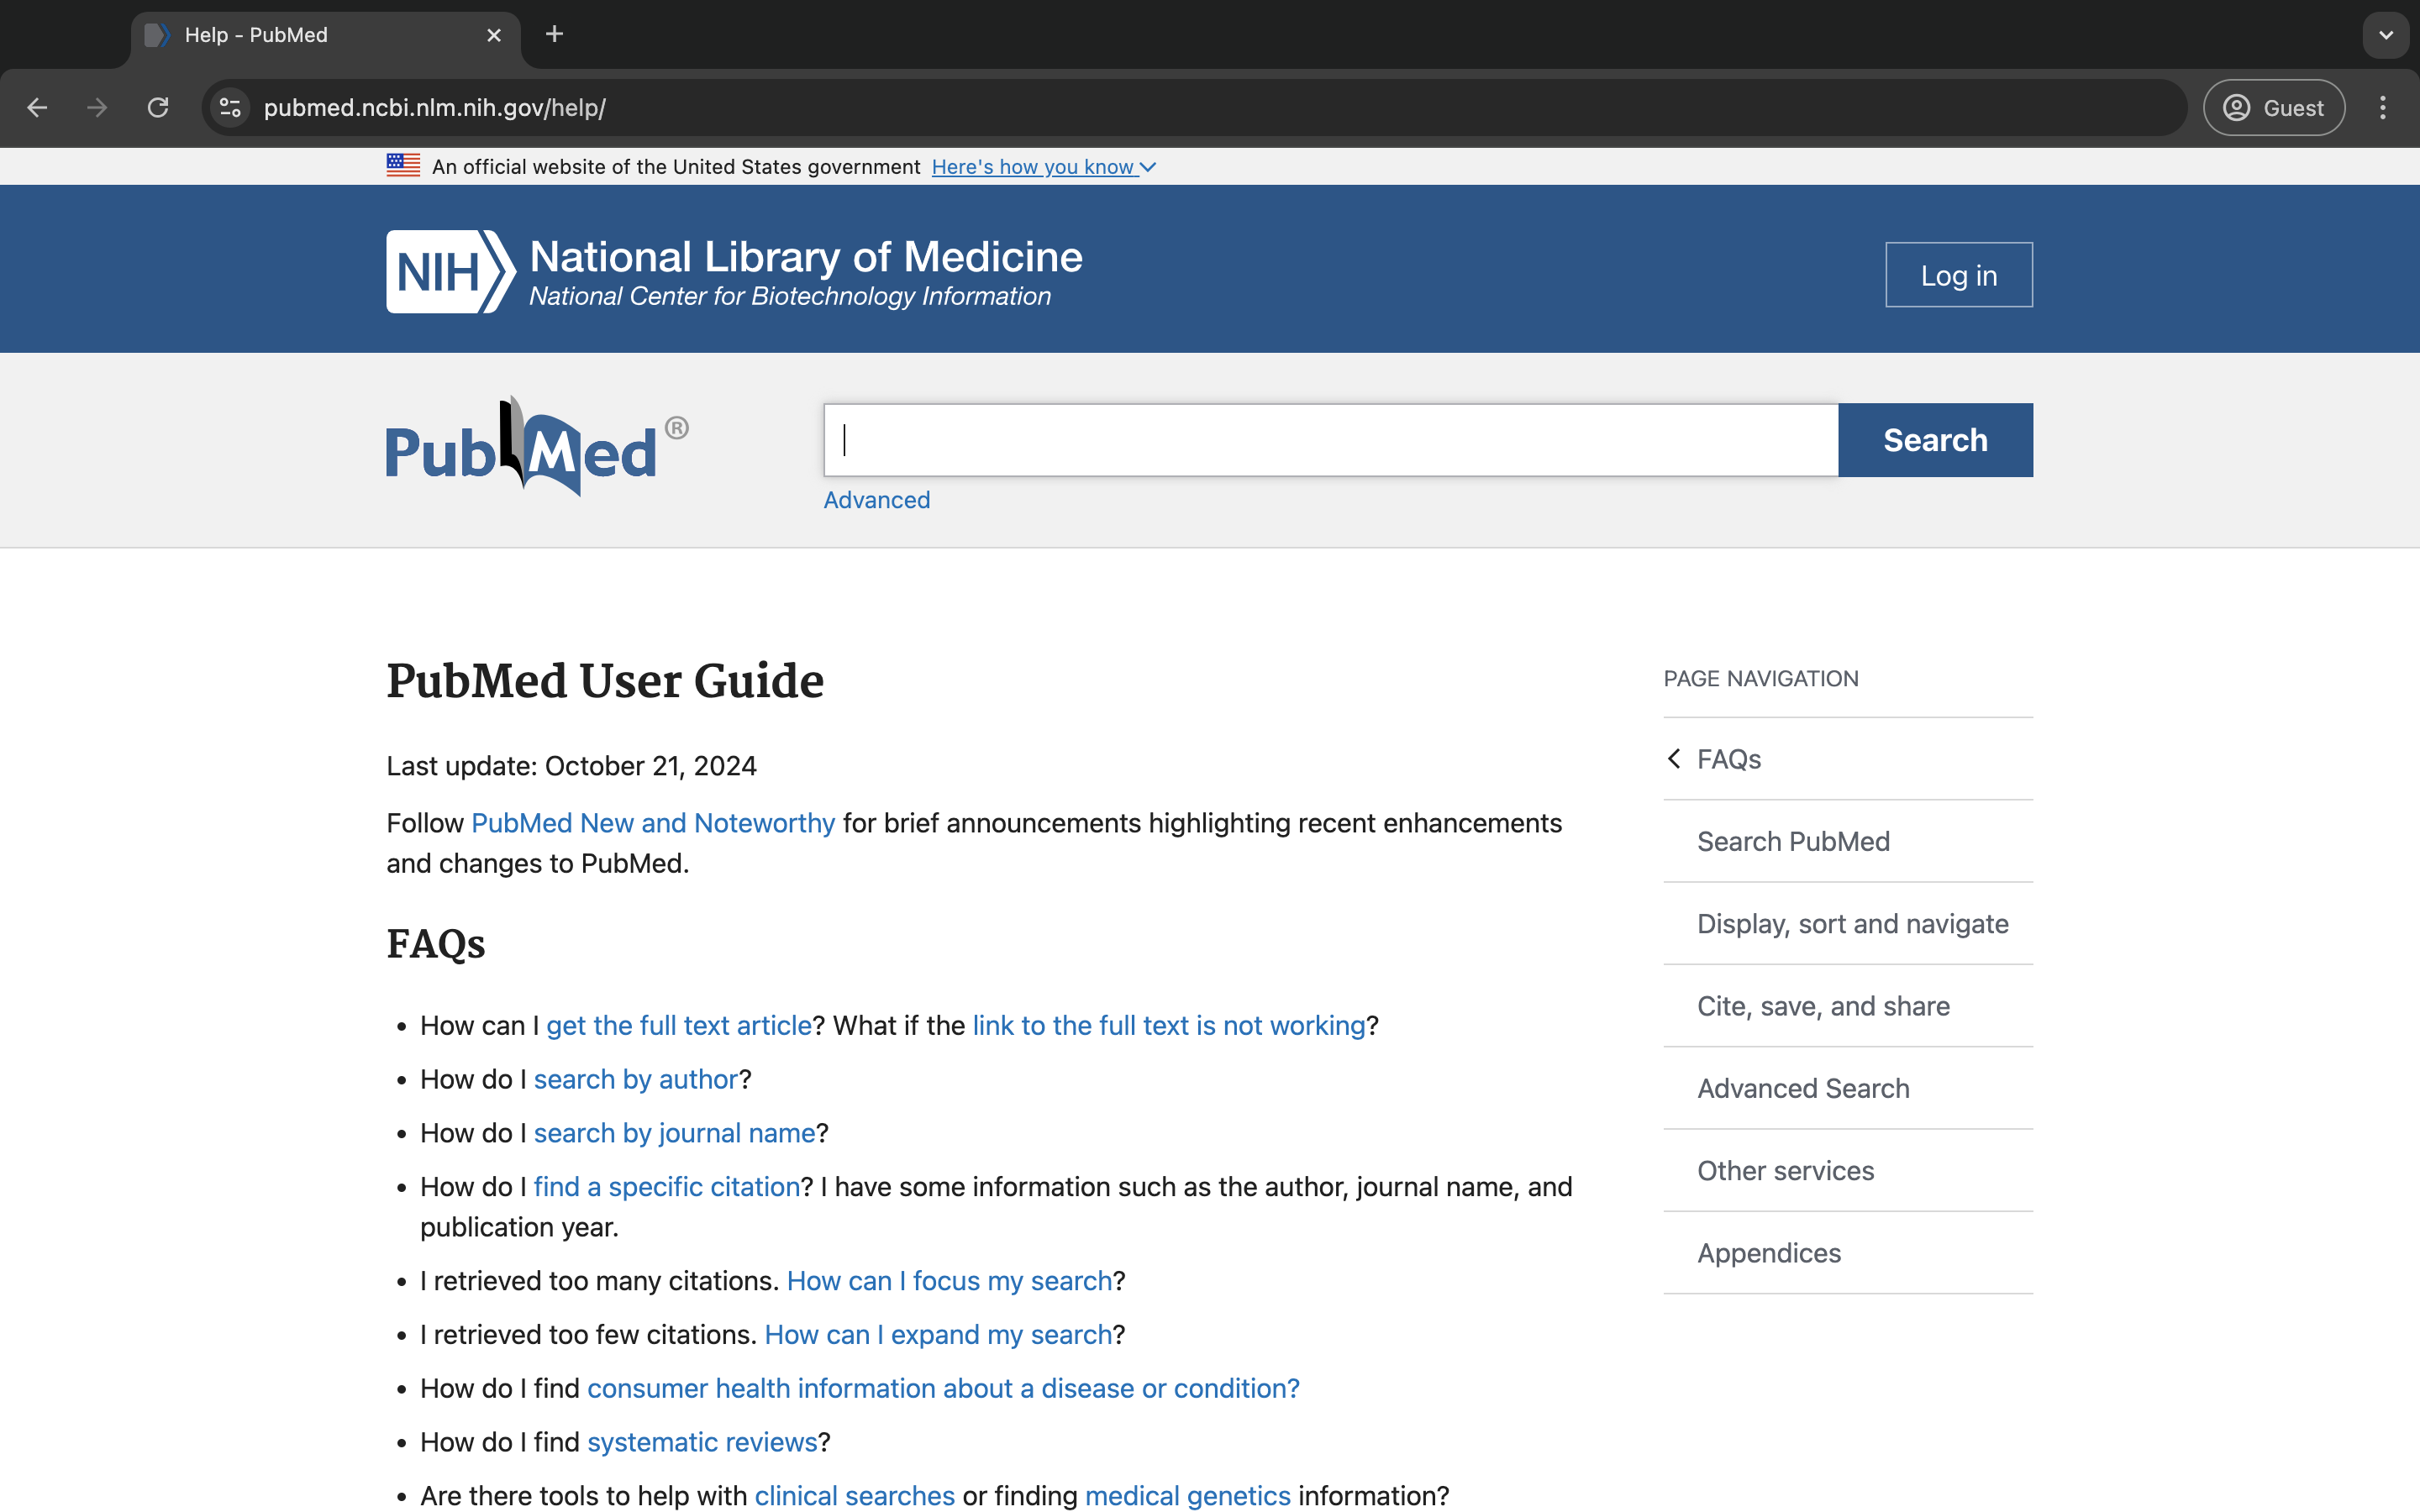 Help - PubMed
pubmed.ncbi.nlm.nih.gov/help/
Guest
An official website of the United States government Here's how you know
NIH National Library of Medicine
National Center for Biotechnology Information
Log in
PubMed®
Search
Advanced
PubMed User Guide
Last update: October 21, 2024
Follow PubMed New and Noteworthy for brief announcements highlighting recent enhancements
and changes to PubMed.
FAQs
• How can I get the full text article? What if the link to the full text is not working?
• How do I search by author?
• How do I search by journal name?
• How do I find a specific citation? I have some information such as the author, journal name, and
publication year.
• I retrieved too many citations. How can I focus my search?
• I retrieved too few citations. How can I expand my search?
• How do I find consumer health information about a disease or condition?
• How do I find systematic reviews?
• Are there tools to help with clinical searches or finding medical genetics information?
PAGE NAVIGATION
FAQs
Search PubMed
Display, sort and navigate
Cite, save, and share
Advanced Search
Other services
Appendices